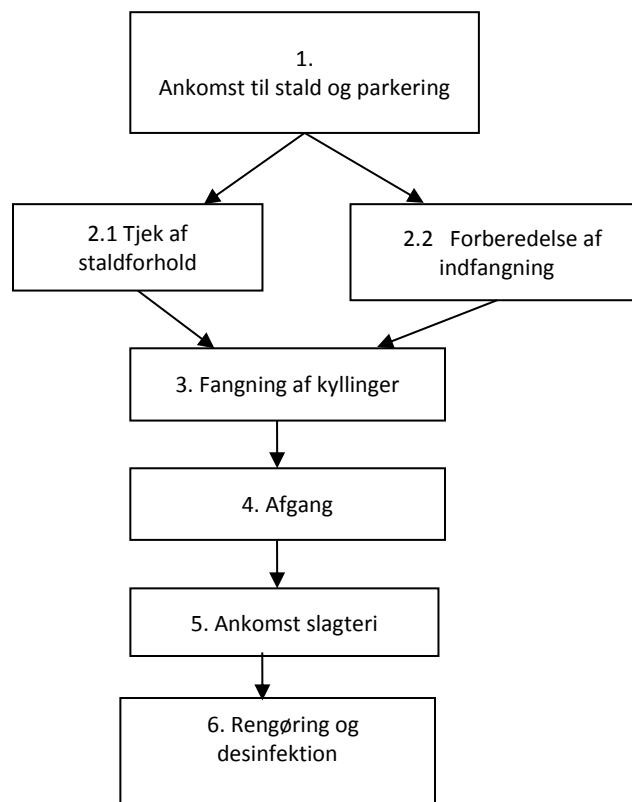 1.
Ankomst til stald og parkering
2.1 Tjek af
staldforhold
2.2 Forberedelse af
indfangning
3. Fangning af kyllinger
4. Afgang
5. Ankomst slagteri
6. Rengøring og
desinfektion